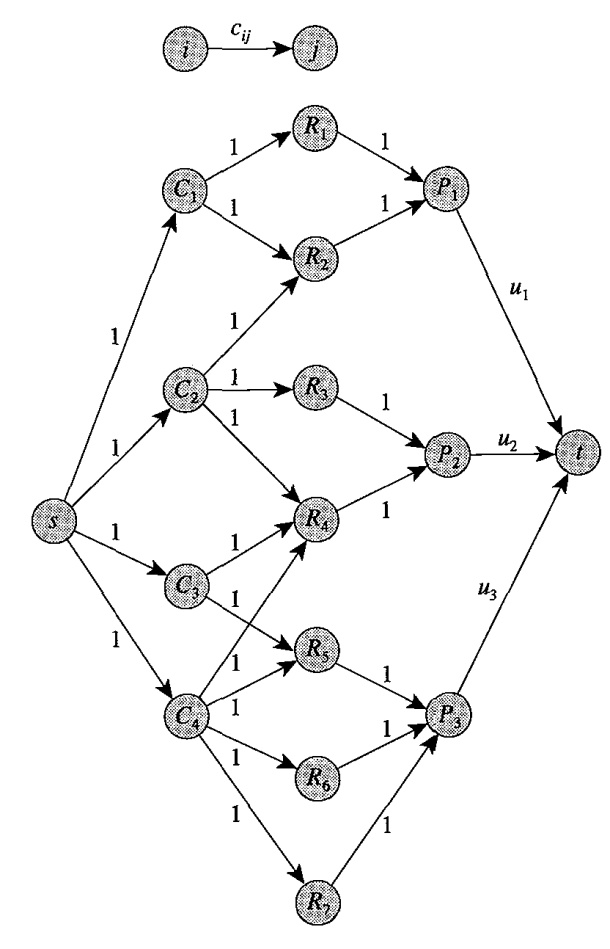 c_ij
i j
R_1
1 1
C_1 P_1
1 1
R_2
u_1
1
1
C_2 1 R_3
1 1
u_2
P_2 t
1
s R_4 1
1 1
C_3
1 u_3
R_5
1 1
1
C_4 1 P_3
1 1
R_6
1 1
R_7